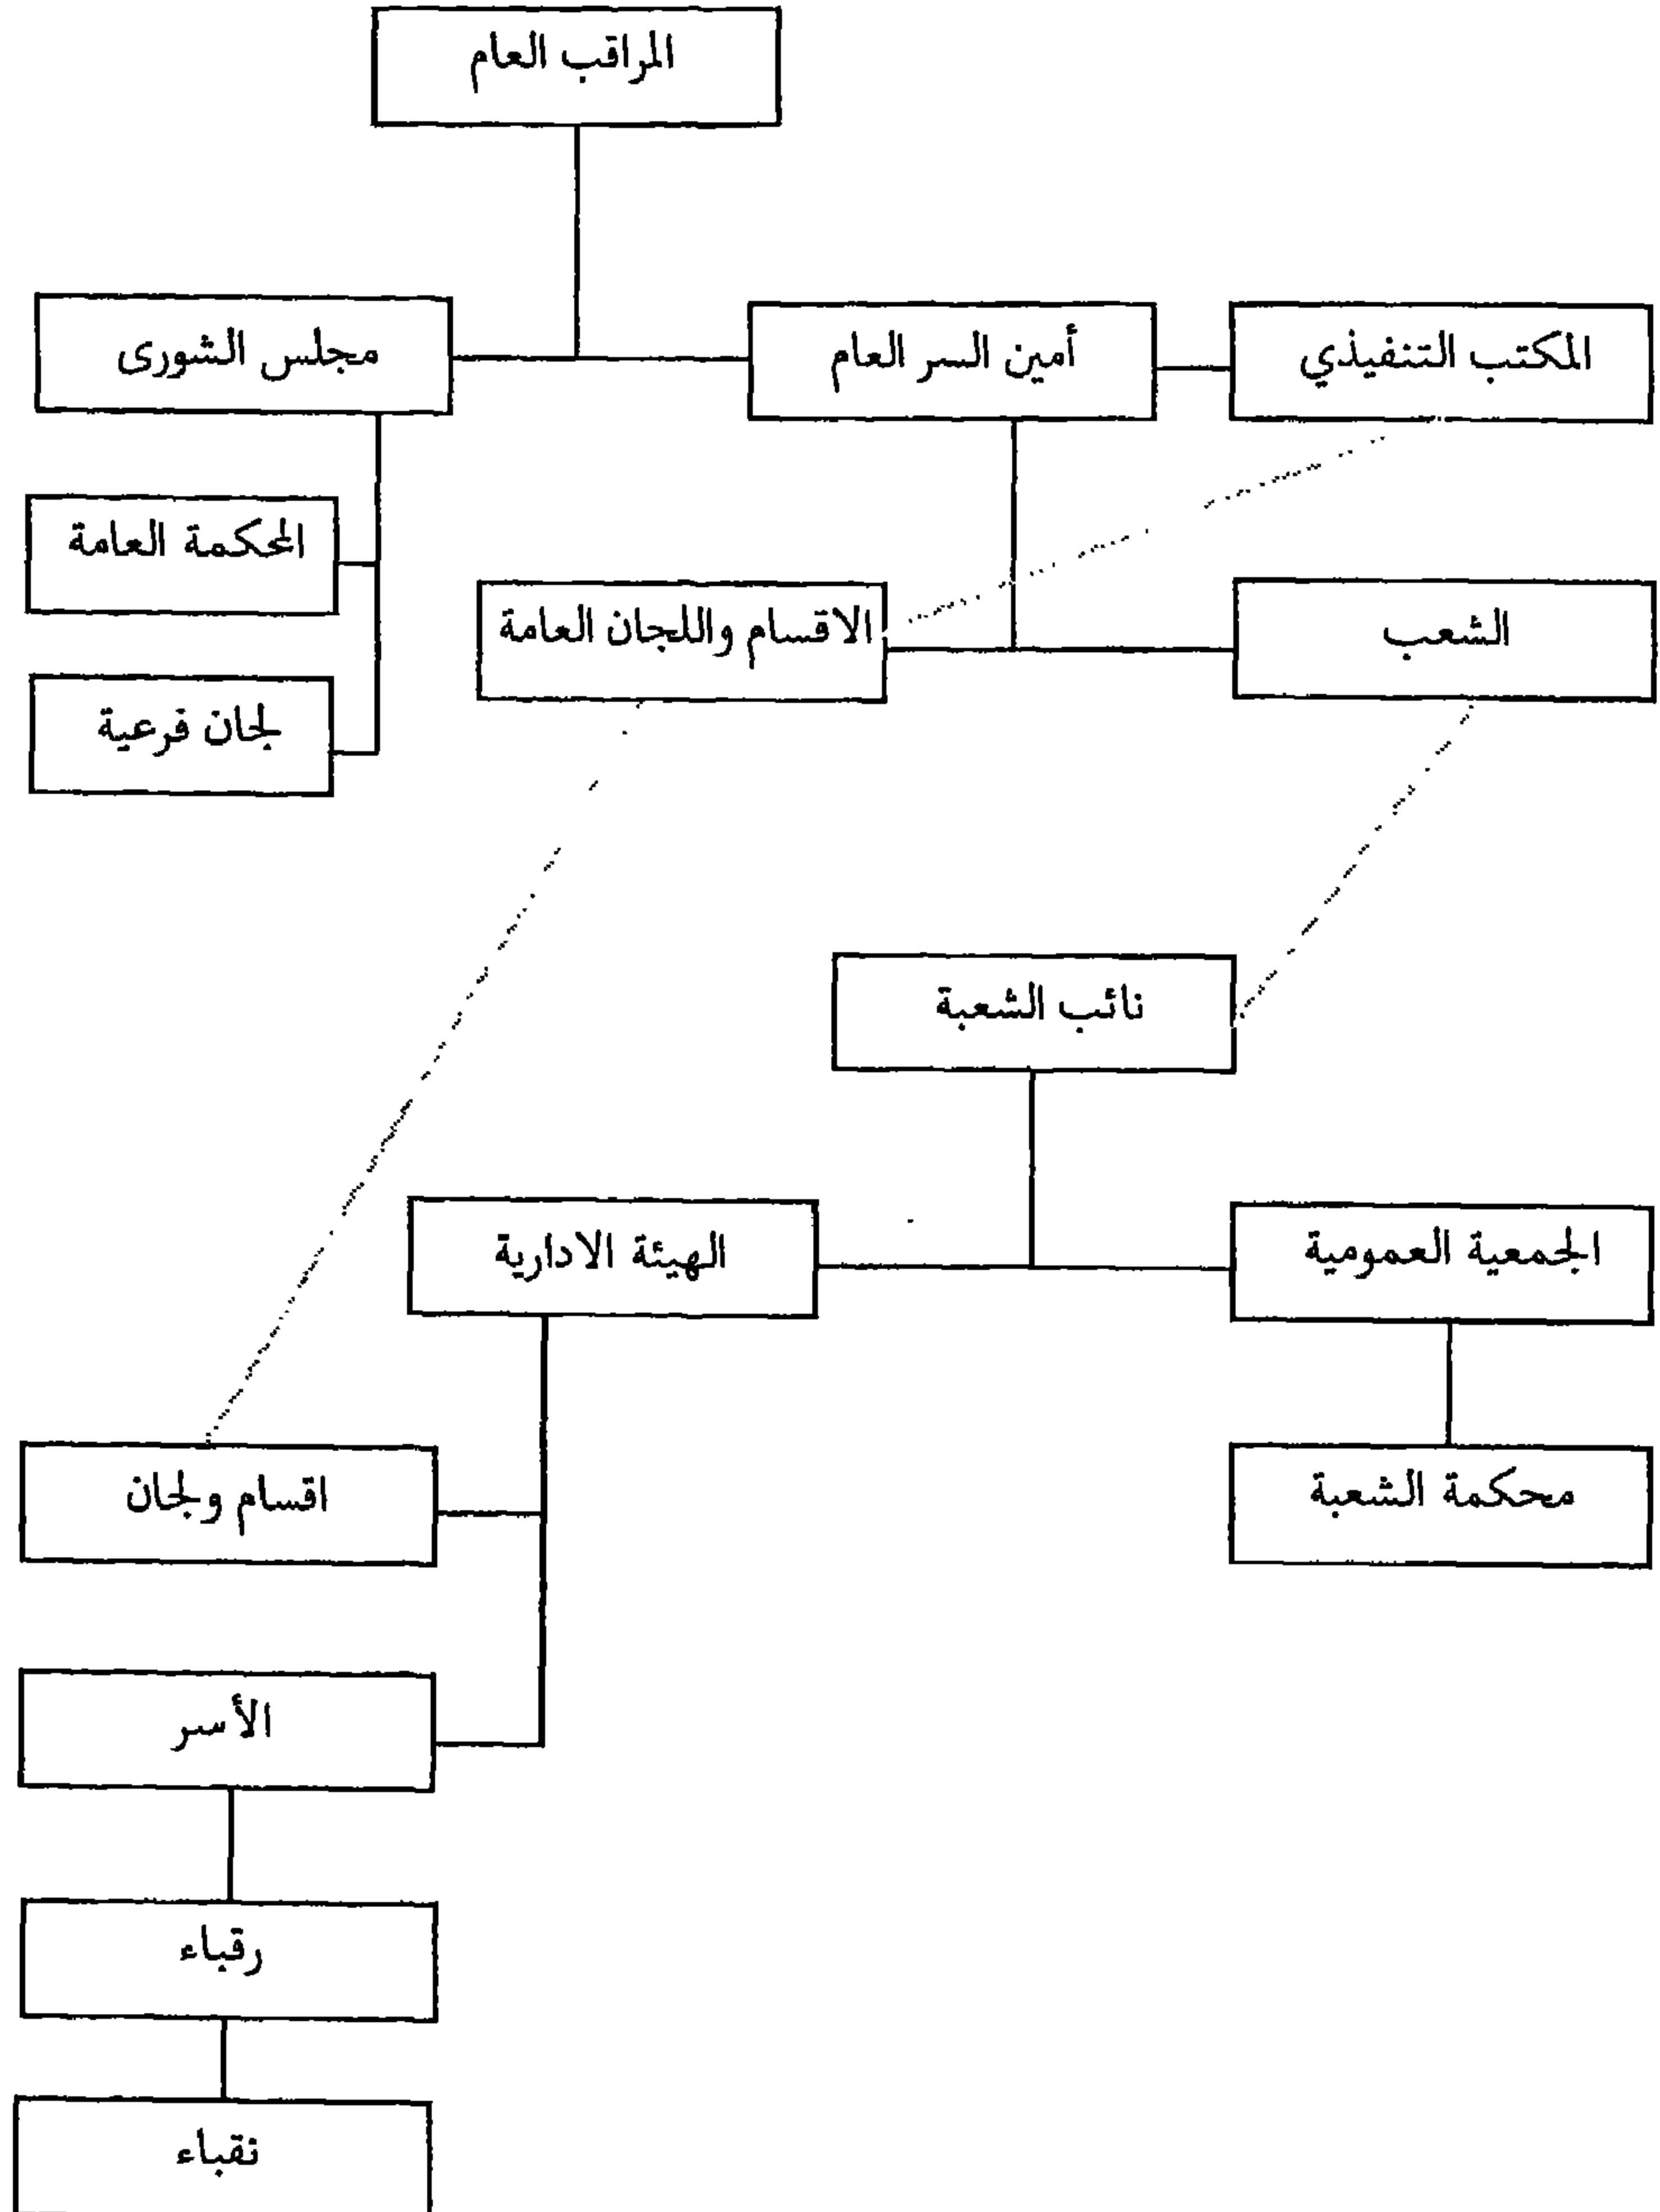 المراقب العام
المكتب التنفيذي
أمين السر العام
مجلس الشورى
المحكمة العامة
الشعب
الاقسام واللجان العامة
لجان فرعية
نائب الشعبة
الجمعية العمومية
الهيئة الادارية
محكمة الشعبة
اقسام ولجان
الأسر
رقباء
نقباء